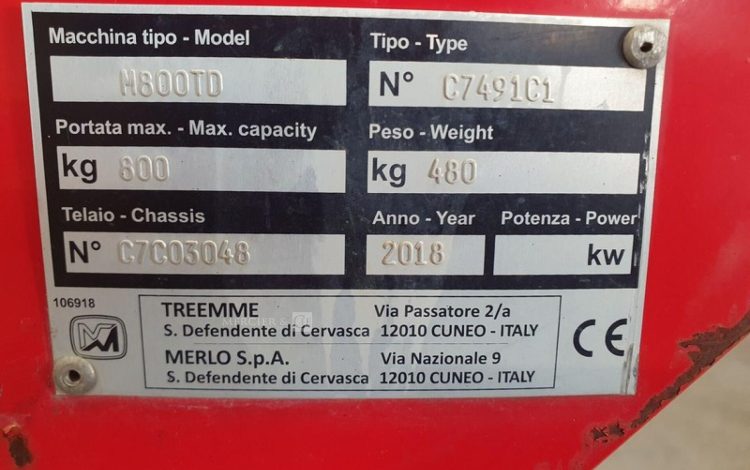 Macchina tipo - Model
Tipo - Type
M800TD
N° C7491C1
Portata max. - Max. capacity
Peso - Weight
kg 800
kg 480
Telaio - Chassis
Anno - Year
Potenza - Power
N° C7C03048
2018
kw
106918
TREEMME Via Passatore 2/a
S. Defendente di Cervasca 12010 CUNEO - ITALY
MERLO S.p.A. Via Nazionale 9
S. Defendente di Cervasca 12010 CUNEO - ITALY
CE